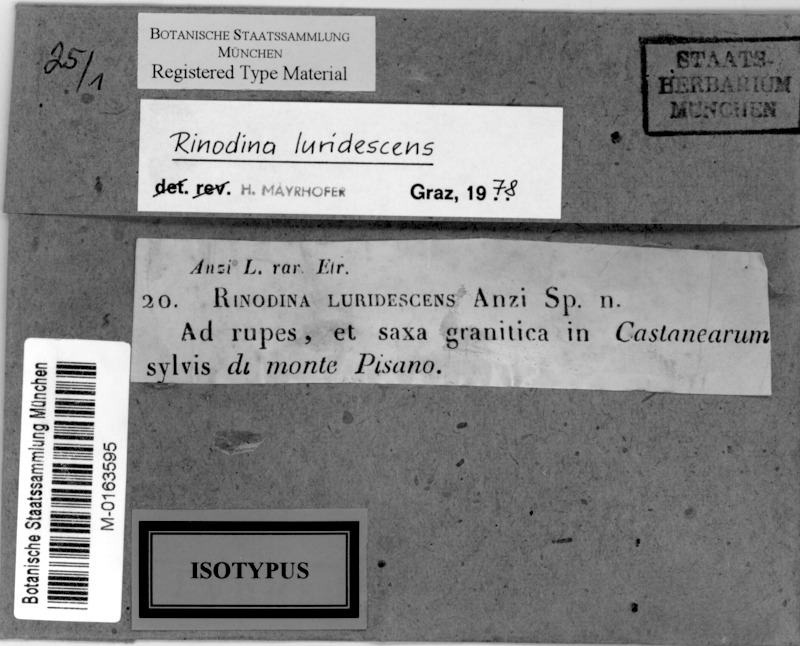 25/1
BOTANISCHE STAATSSAMMLUNG
MÜNCHEN
Registered Type Material
STAATS-
HERBARIUM
MÜNCHEN
Rinodina luridescens
det. rev. H. MAYRHOFER Graz, 1978
Anzi L. rar. Etr.
20. RINODINA LURIDESCENS Anzi Sp. n.
Ad rupes, et saxa granitica in Castanearum
sylvis di monte Pisano.
Botanische Staatssammlung München
M-0163595
ISOTYPUS